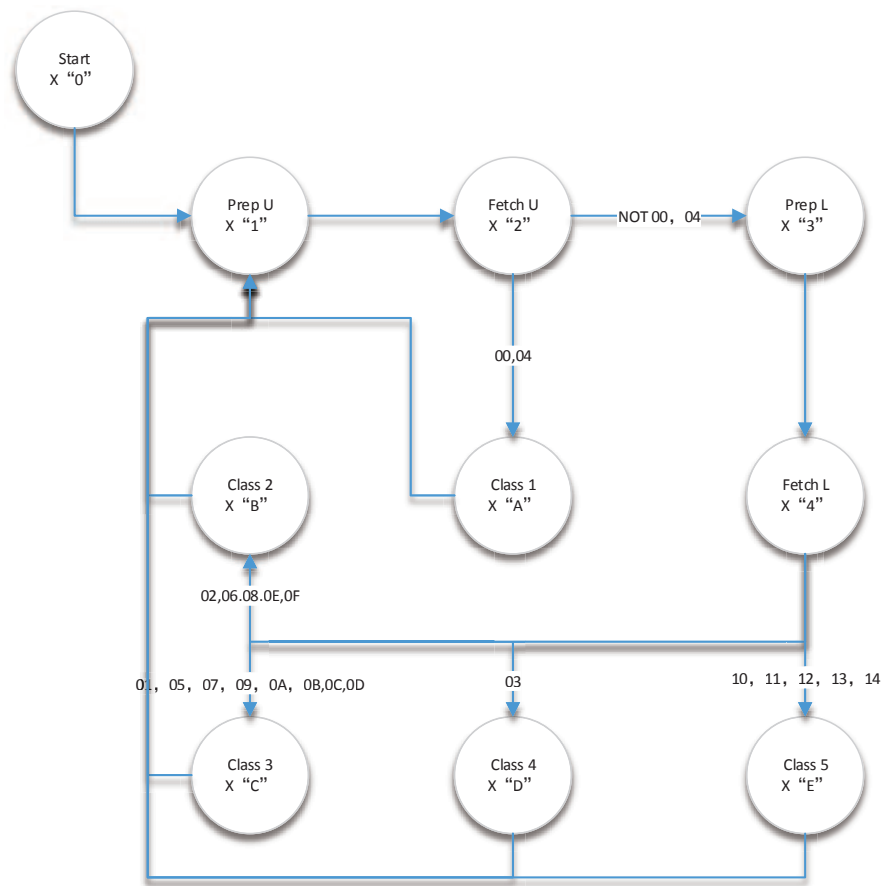 Start
X “0”
Prep U
X “1”
Fetch U
X “2”
NOT 00，04
Prep L
X “3”
00,04
Class 2
X “B”
Class 1
X “A”
Fetch L
X “4”
02,06.08.0E,0F
01，05，07，09，0A，0B,0C,0D
03
10，11，12，13，14
Class 3
X “C”
Class 4
X “D”
Class 5
X “E”